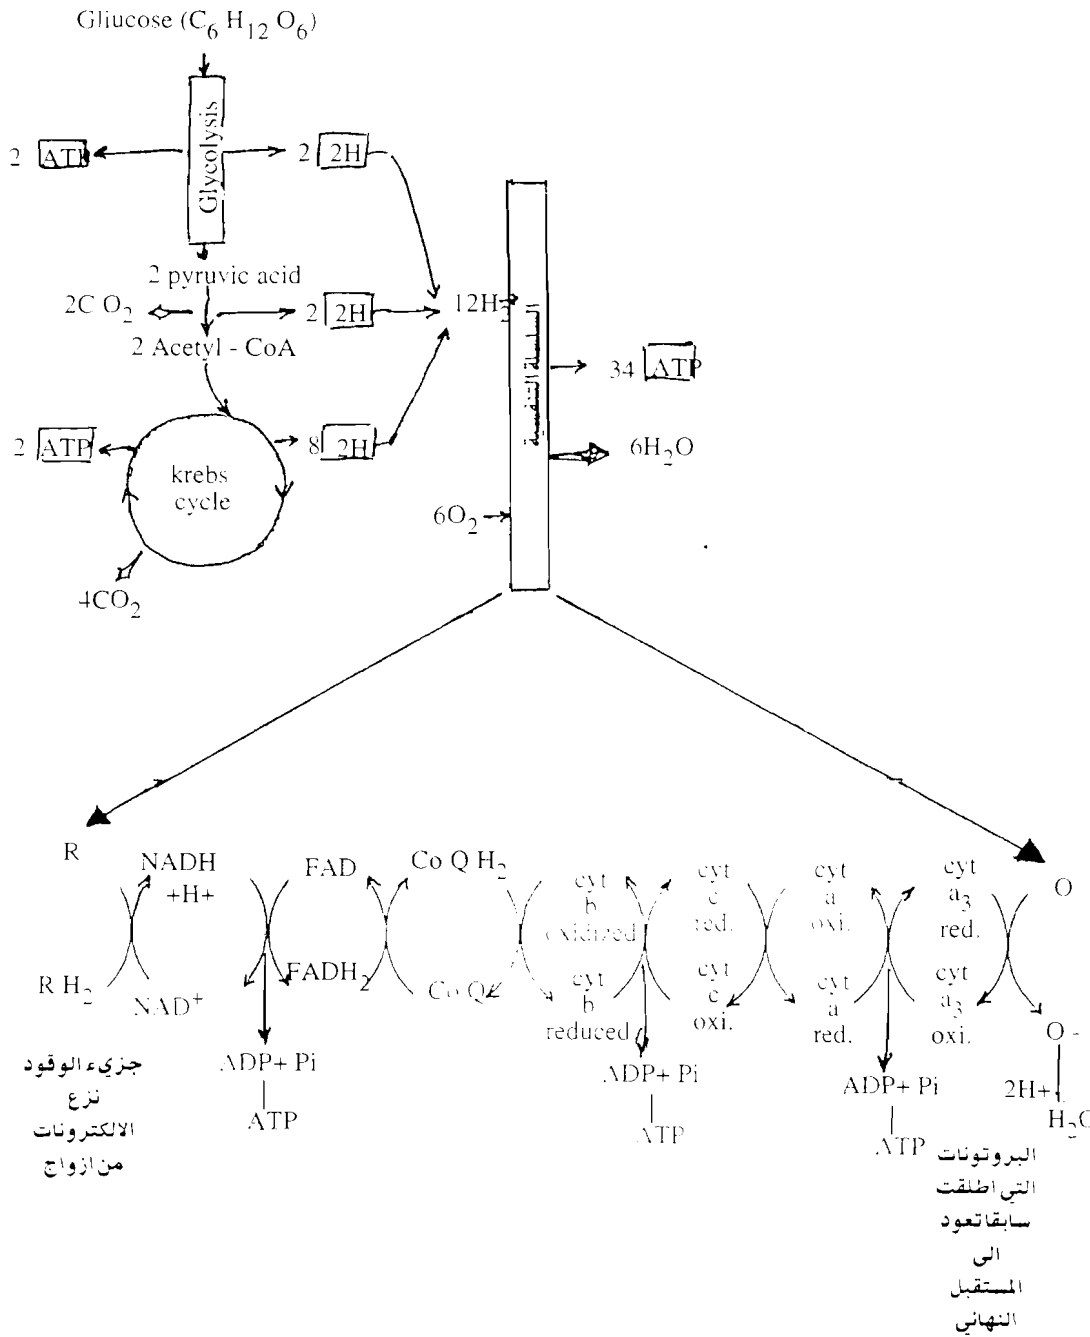 Gliucose (C6 H12 O6)
Glycolysis
2 ATP
2 2H
2 pyruvic acid
2C O2
2 2H
12H2
2 Acetyl - CoA
السلسلة التنفسية
34 ATP
2 ATP
8 2H
6H2O
krebs
cycle
6O2
4CO2
R
NADH
+H+
FAD
Co Q H2
cyt
b
oxidized
cyt
c
red.
cyt
a
oxi.
cyt
a3
red.
O
R H2
NAD+
FADH2
Co Q
cyt
b
reduced
cyt
c
oxi.
cyt
a
red.
cyt
a3
oxi.
O -
جزيء الوقود
نزع
الالكترونات
من ازواج
ADP+ Pi
ATP
ADP+ Pi
ATP
ADP+ Pi
ATP
2H+
H2O
البروتونات
التي اطلقت
سابقا تعود
الى
المستقبل
النهائي